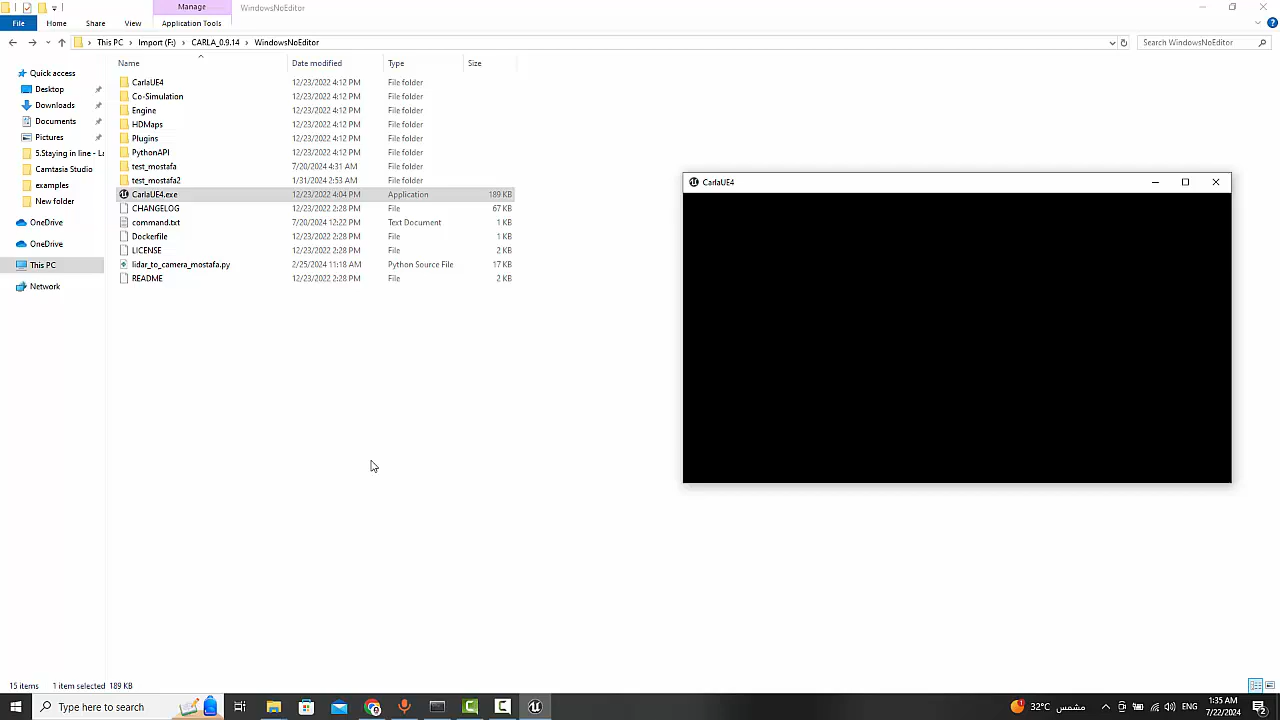 Manage
WindowsNoEditor
File
Home
Share
View
Application Tools
This PC
Import (F:)
CARLA_0.9.14
WindowsNoEditor
Search WindowsNoEditor
Name
Date modified
Type
Size
Quick access
Desktop
Downloads
Documents
Pictures
5.Staying in line - La
Camtasia Studio
examples
New folder
OneDrive
OneDrive
This PC
Network
CarlaUE4 12/23/2022 4:12 PM File folder
Co-Simulation 12/23/2022 4:12 PM File folder
Engine 12/23/2022 4:12 PM File folder
HDMaps 12/23/2022 4:12 PM File folder
Plugins 12/23/2022 4:12 PM File folder
PythonAPI 12/23/2022 4:12 PM File folder
test_mostafa 7/20/2024 4:31 AM File folder
test_mostafa2 1/31/2024 2:53 AM File folder
CarlaUE4.exe 12/23/2022 4:04 PM Application 189 KB
CHANGELOG 12/23/2022 2:28 PM File 67 KB
command.txt 7/20/2024 12:22 PM Text Document 1 KB
Dockerfile 12/23/2022 2:28 PM File 1 KB
LICENSE 12/23/2022 2:28 PM File 2 KB
lidar_to_camera_mostafa.py 2/25/2024 11:18 AM Python Source File 17 KB
README 12/23/2022 2:28 PM File 2 KB
CarlaUE4
15 items 1 item selected 189 KB
Type here to search
32°C مشمس
ENG
1:35 AM
7/22/2024
2